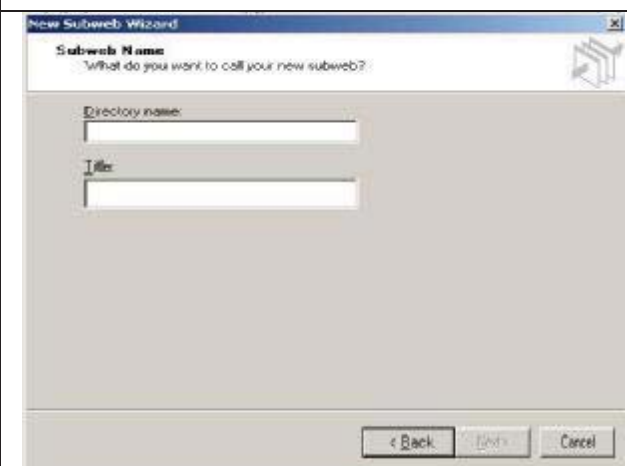 New Subweb Wizard
Subweb Name
What do you want to call your new subweb?
Directory name:
Title:
< Back
Next >
Cancel